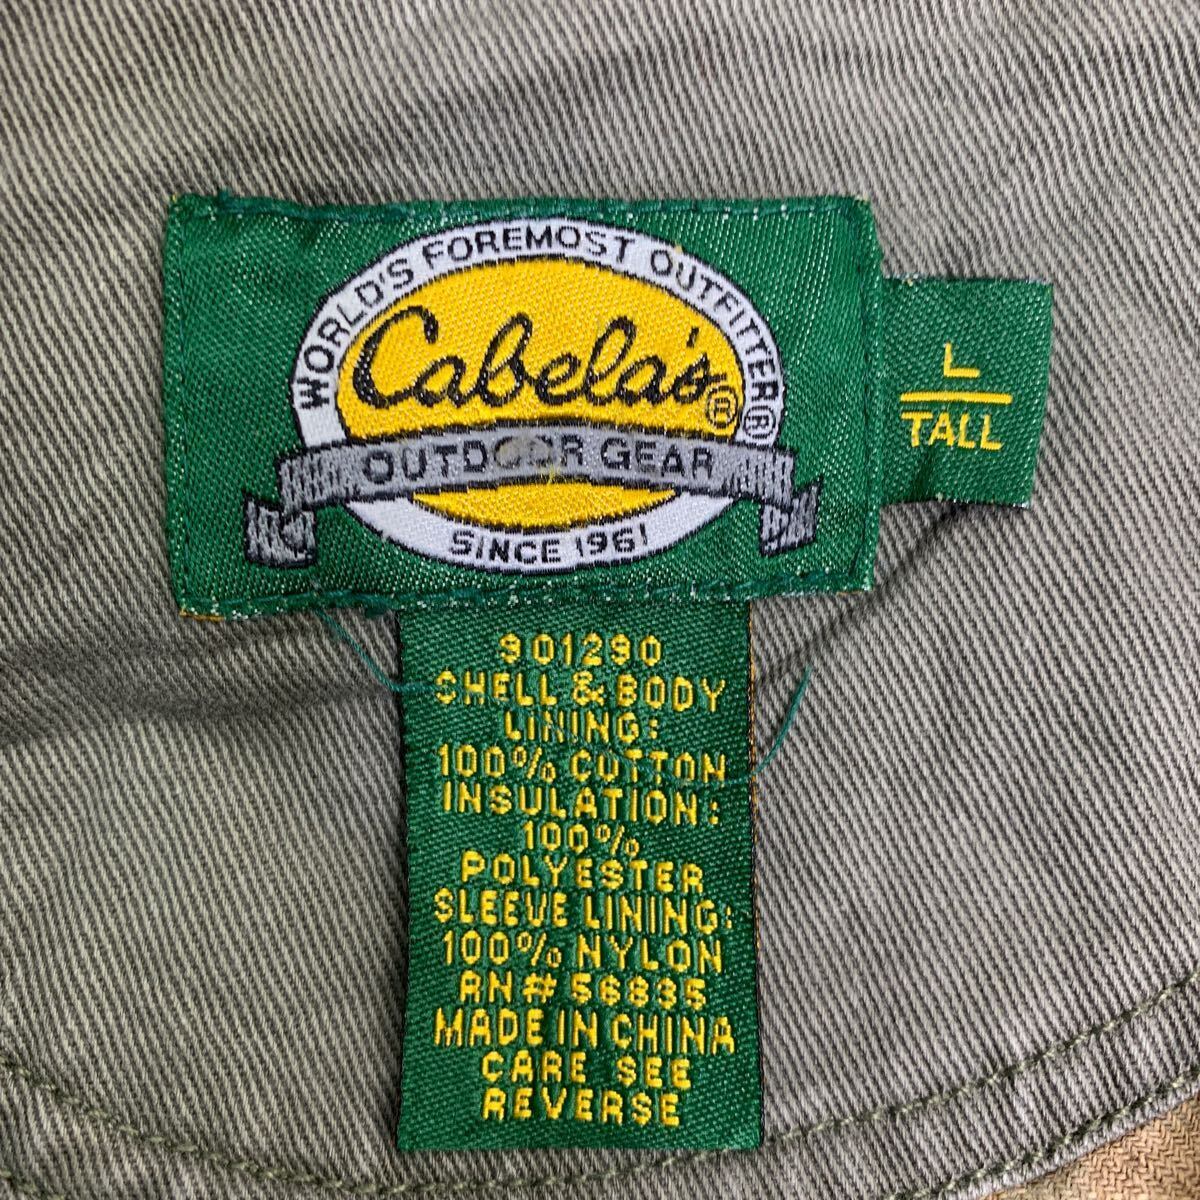 WORLD'S FOREMOST OUTFITTER®
Cabela's®
OUTDOOR GEAR
SINCE 1961
L
TALL
901290
SHELL & BODY
LINING:
100% COTTON
INSULATION:
100%
POLYESTER
SLEEVE LINING:
100% NYLON
RN# 56835
MADE IN CHINA
CARE SEE
REVERSE